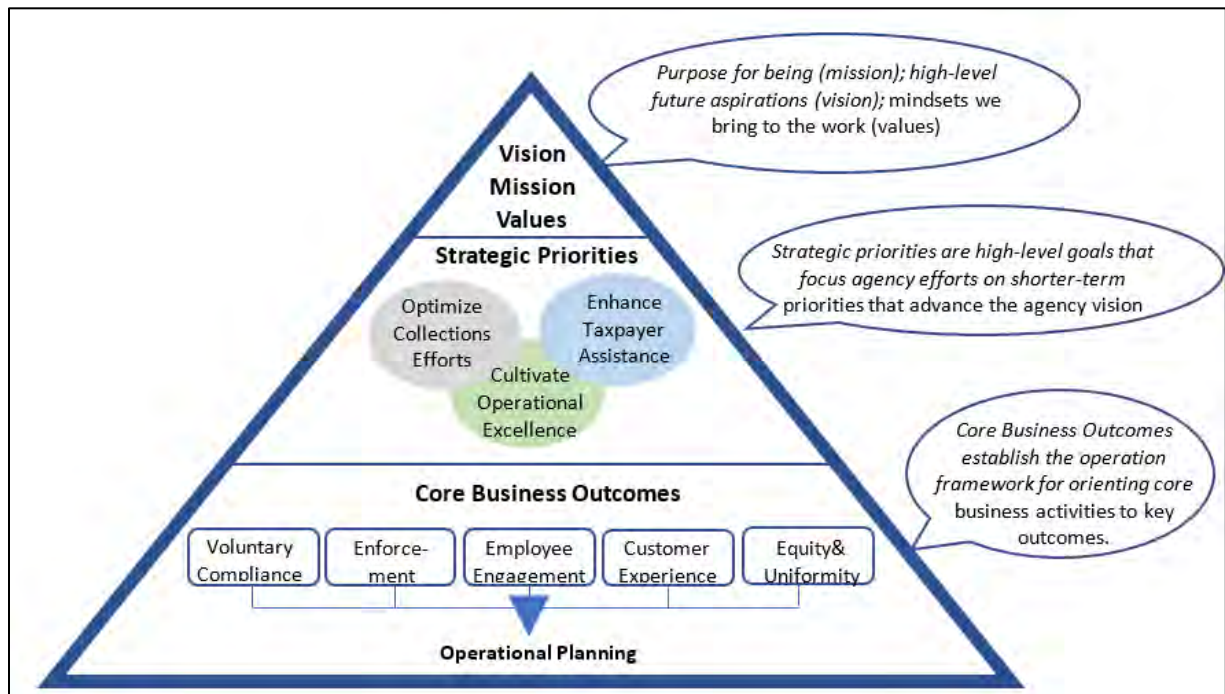 Purpose for being (mission); high-level
future aspirations (vision); mindsets we
bring to the work (values)
Vision
Mission
Values
Strategic Priorities
Strategic priorities are high-level goals that
focus agency efforts on shorter-term
priorities that advance the agency vision
Optimize
Collections
Efforts
Enhance
Taxpayer
Assistance
Cultivate
Operational
Excellence
Core Business Outcomes
establish the operation
framework for orienting core
business activities to key
outcomes.
Core Business Outcomes
Voluntary
Compliance
Enforce-
ment
Employee
Engagement
Customer
Experience
Equity&
Uniformity
Operational Planning